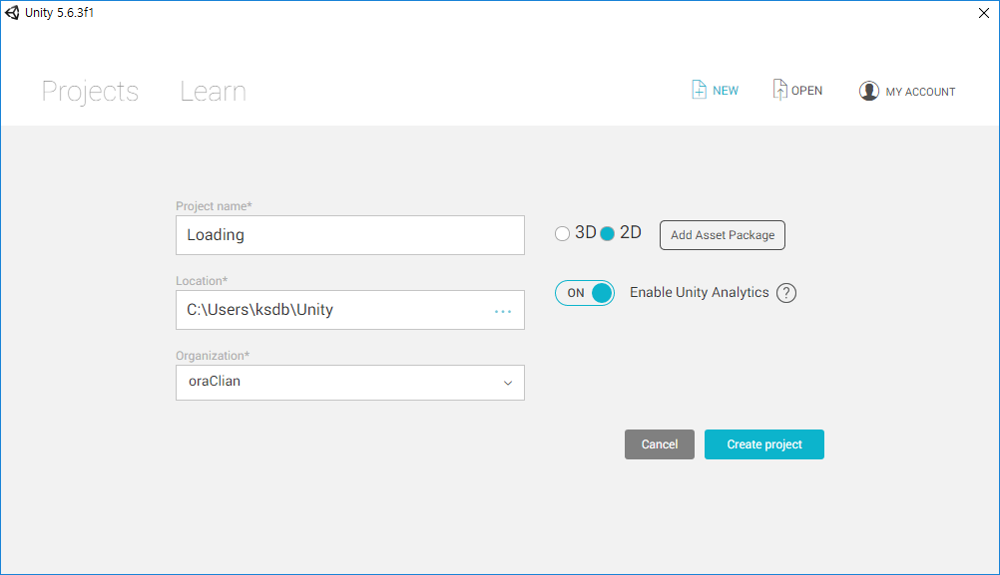 Unity 5.6.3f1
Projects Learn NEW OPEN MY ACCOUNT
Project name*
Loading
3D 2D Add Asset Package
Location*
C:\Users\ksdb\Unity ...
ON Enable Unity Analytics ?
Organization*
oraClian
Cancel Create project